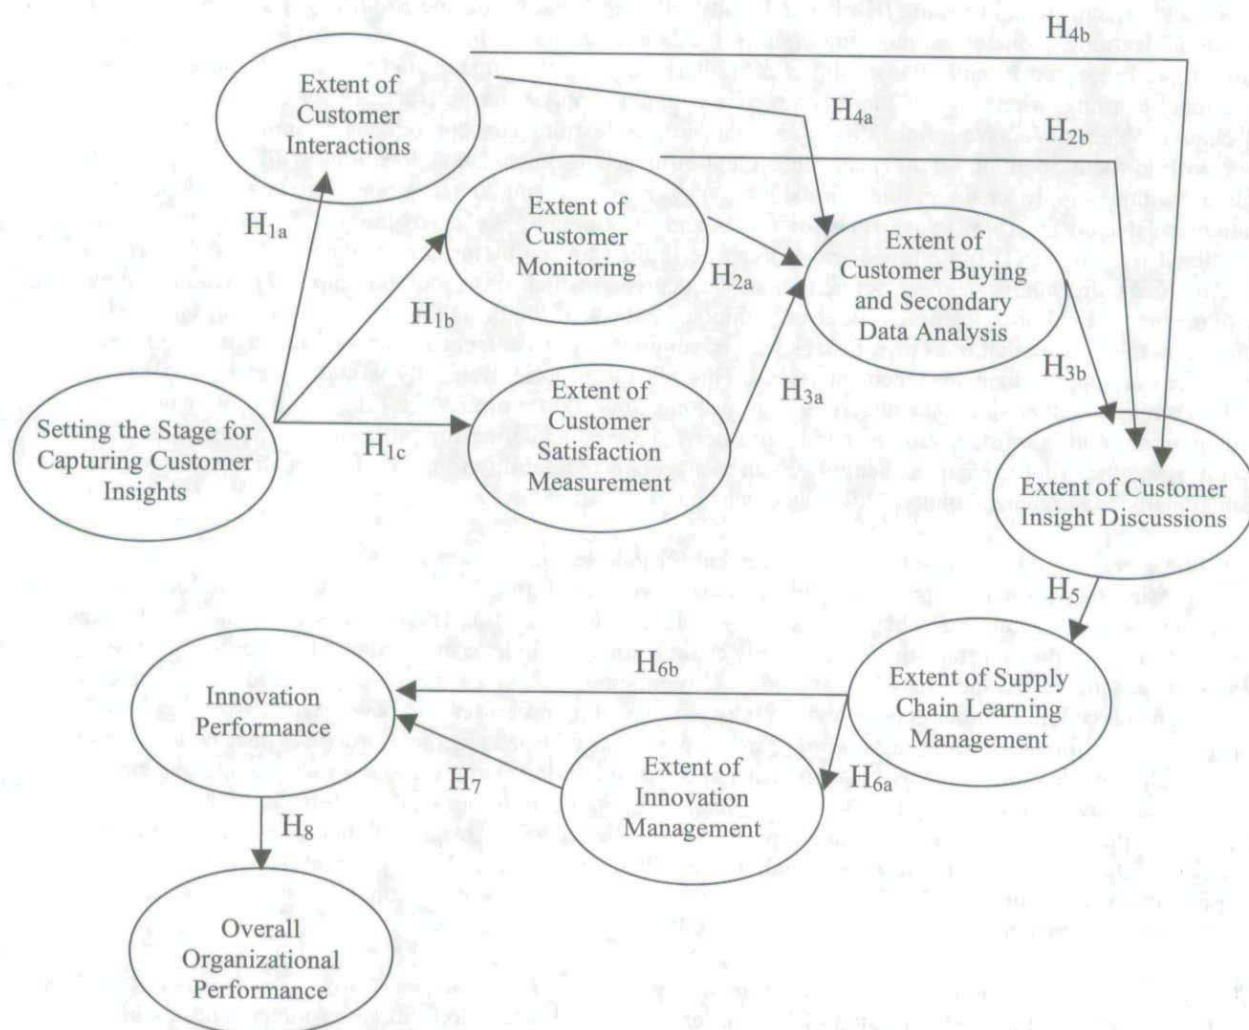 H4b
Extent of
Customer
Interactions
H4a
H2b
H1a
Extent of
Customer
Monitoring
H2a
Extent of
Customer Buying
and Secondary
Data Analysis
H1b
H3b
H3a
Setting the Stage for
Capturing Customer
Insights
H1c
Extent of
Customer
Satisfaction
Measurement
Extent of Customer
Insight Discussions
H5
Innovation
Performance
H6b
Extent of Supply
Chain Learning
Management
H7
Extent of
Innovation
Management
H6a
H8
Overall
Organizational
Performance